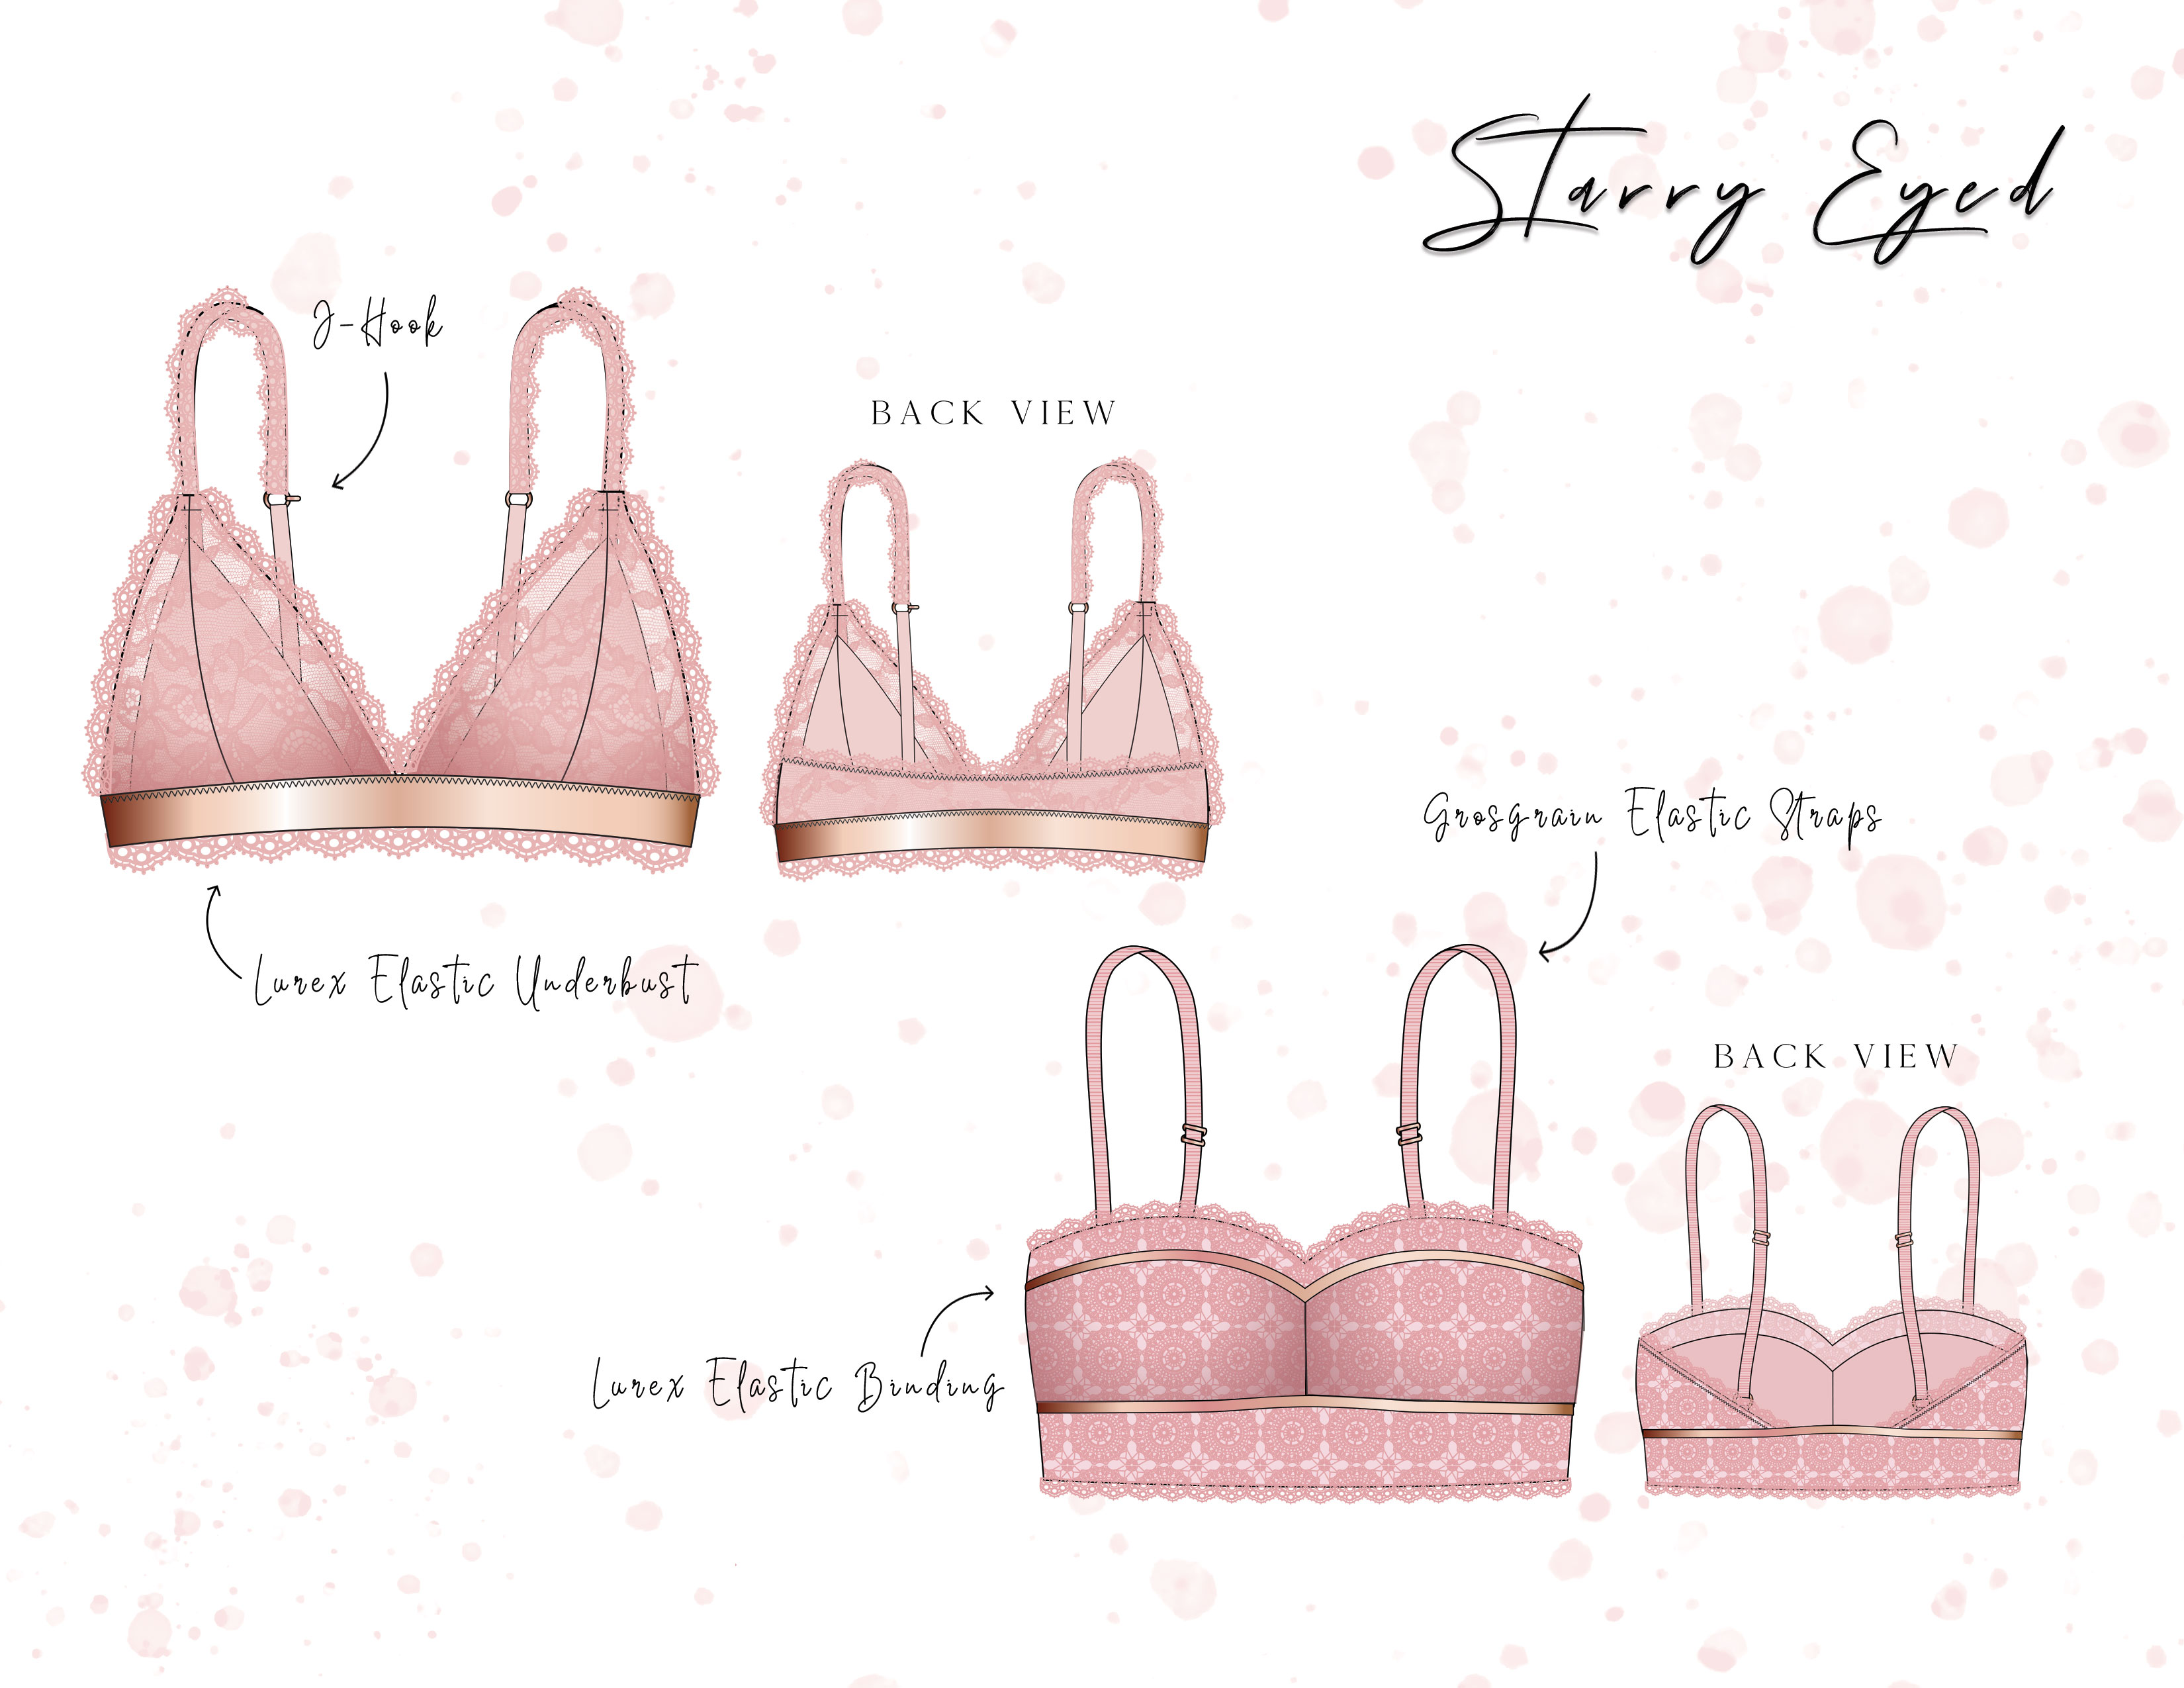 Starry Eyed
J-Hook
BACK VIEW
Lurex Elastic Underbust
Grosgrain Elastic Straps
BACK VIEW
Lurex Elastic Binding